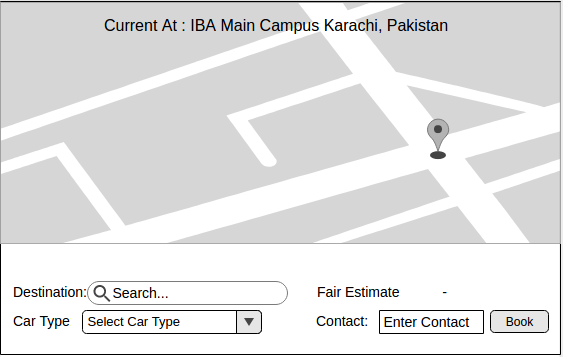 Current At : IBA Main Campus Karachi, Pakistan
Destination: Search... Fair Estimate -
Car Type Select Car Type Contact: Enter Contact Book